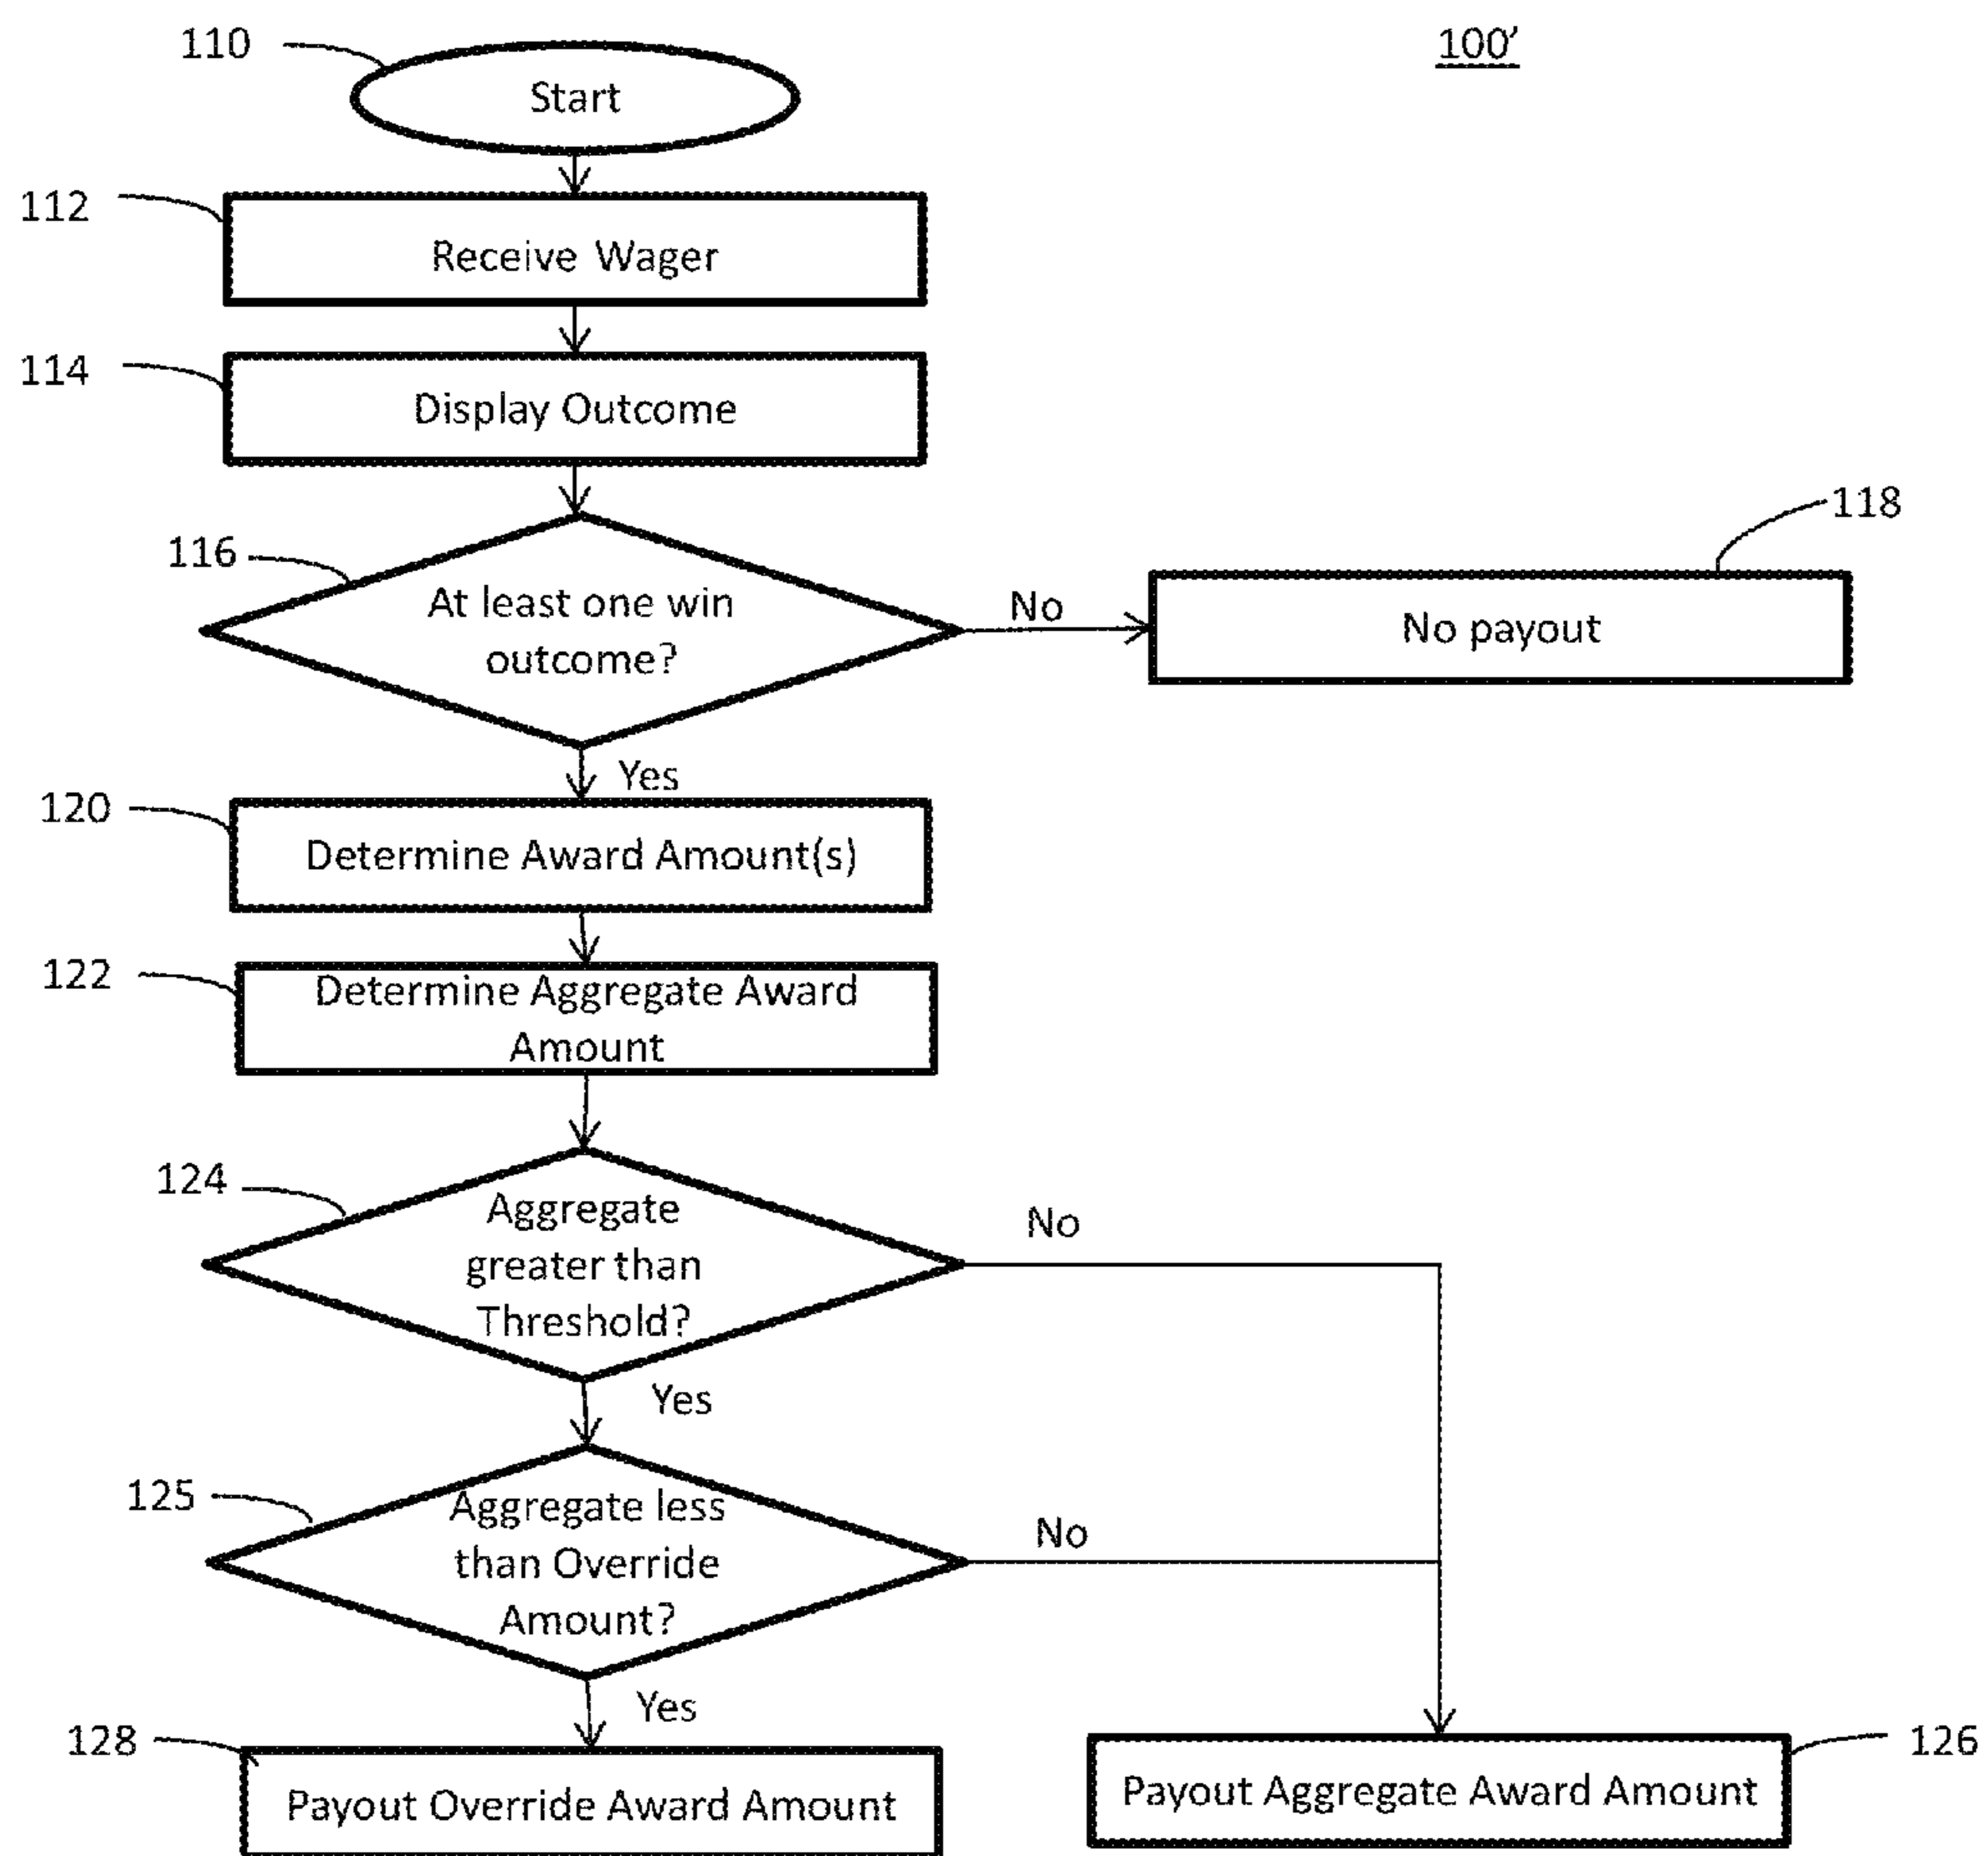 110
Start
100'
112
Receive Wager
114
Display Outcome
116
At least one win
outcome?
No
118
No payout
Yes
120
Determine Award Amount(s)
122
Determine Aggregate Award
Amount
124
Aggregate
greater than
Threshold?
No
Yes
125
Aggregate less
than Override
Amount?
No
Yes
128
Payout Override Award Amount
Payout Aggregate Award Amount
126